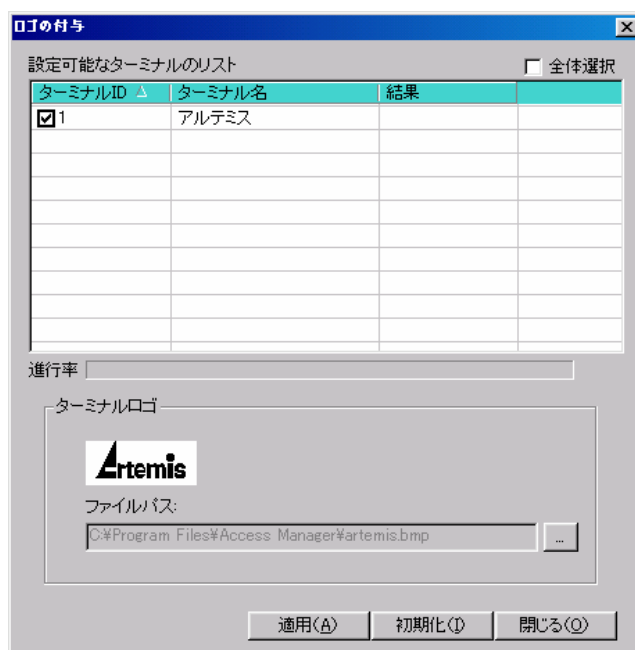 ロゴの付与
設定可能なターミナルのリスト 全体選択
ターミナルID ターミナル名 結果
1 アルテミス
進行率
ターミナルロゴ
Artemis
ファイルパス:
C:¥Program Files¥Access Manager¥artemis.bmp ...
適用(A) 初期化(I) 閉じる(O)